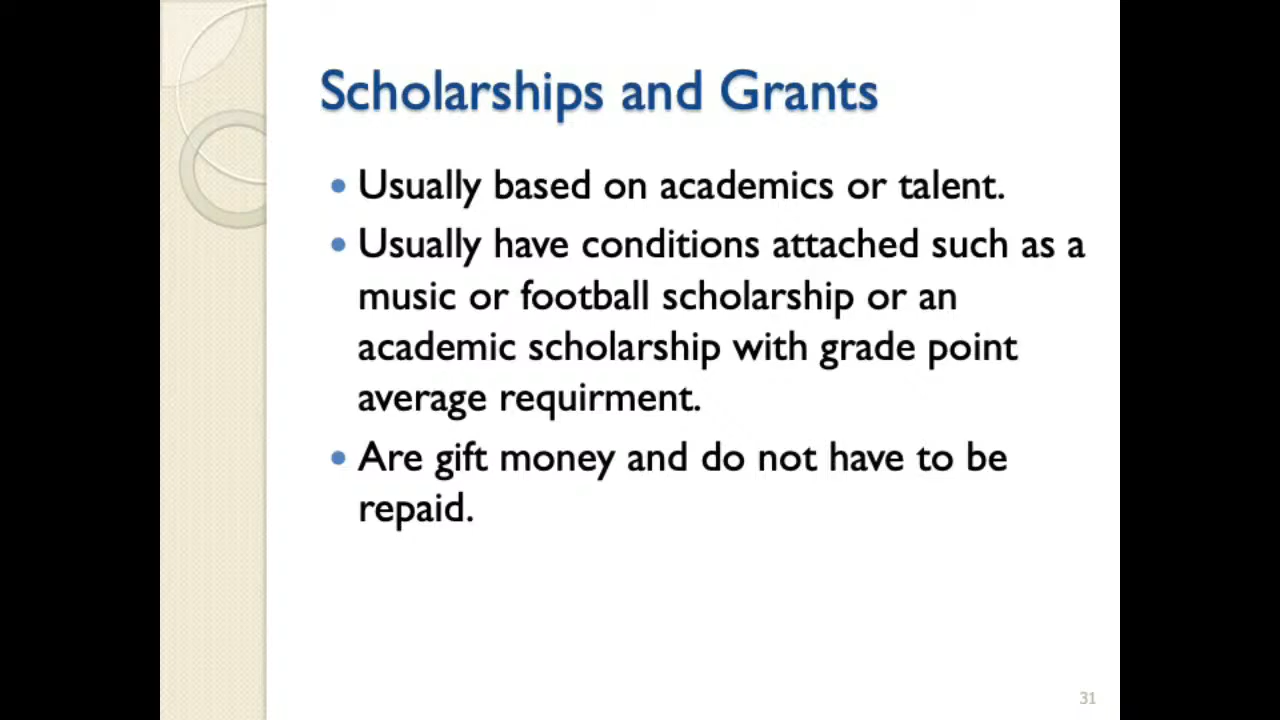 Scholarships and Grants
• Usually based on academics or talent.
• Usually have conditions attached such as a
music or football scholarship or an
academic scholarship with grade point
average requirment.
• Are gift money and do not have to be
repaid.
31